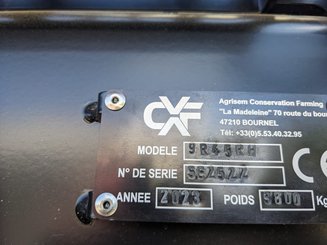 CXF
Agrisem Conservation Farming
"La Madeleine" 70 route du bou
47210 BOURNEL
Tél: +33(0)5.53.40.32.95
MODELE
N° DE SERIE
CE
ANNEE 2023 POIDS Kg